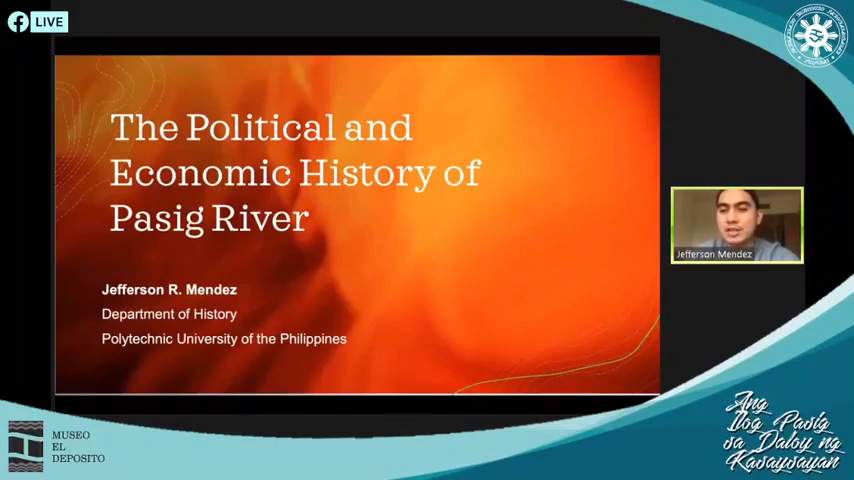 LIVE
The Political and
Economic History of
Pasig River
Jefferson R. Mendez
Department of History
Polytechnic University of the Philippines
Jefferson Mendez
MUSEO
EL
DEPOSITO
Ang
Ilog Pasig
sa Daloy ng
Kasaysayan